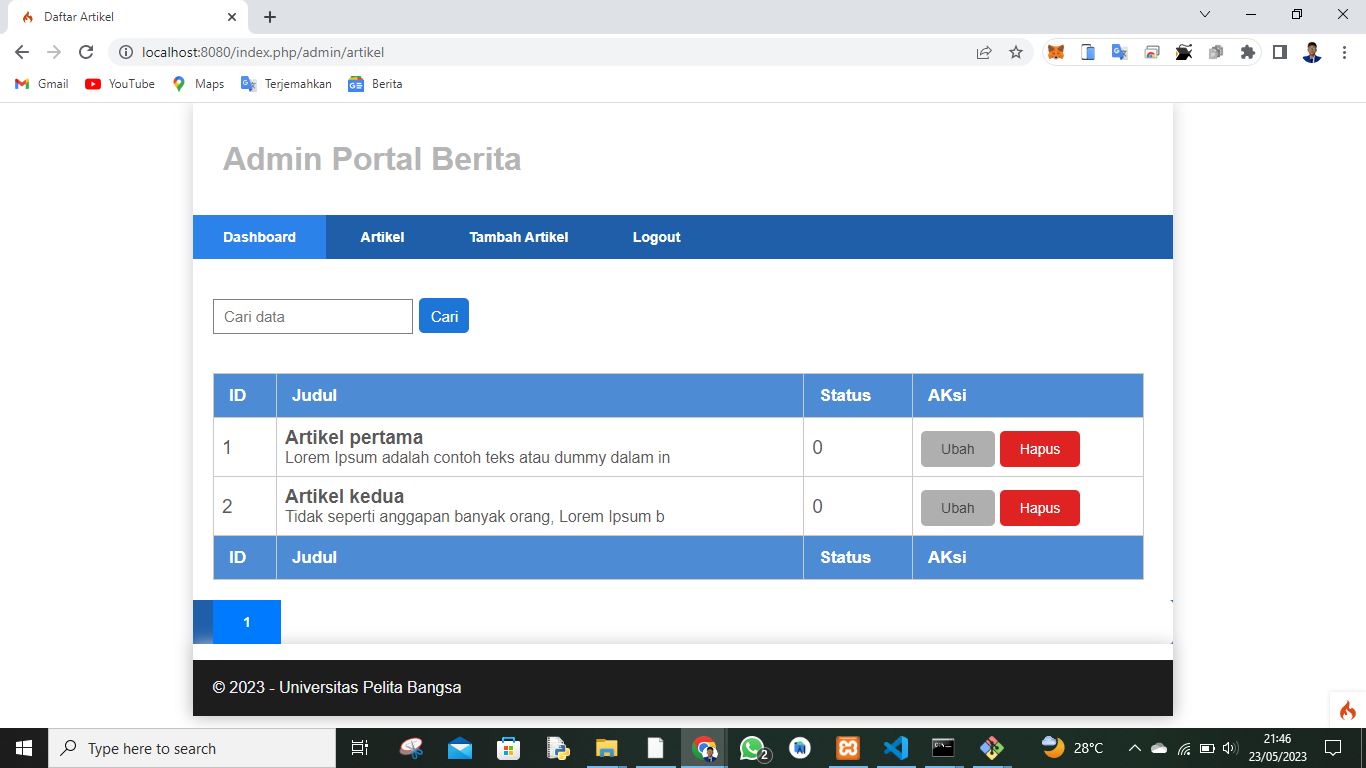 Daftar Artikel
localhost:8080/index.php/admin/artikel
Gmail YouTube Maps Terjemahkan Berita
Admin Portal Berita
Dashboard Artikel Tambah Artikel Logout
Cari data Cari
ID Judul Status AKsi
1 Artikel pertama 0 Ubah Hapus
Lorem Ipsum adalah contoh teks atau dummy dalam in
2 Artikel kedua 0 Ubah Hapus
Tidak seperti anggapan banyak orang, Lorem Ipsum b
ID Judul Status AKsi
1
© 2023 - Universitas Pelita Bangsa
Type here to search 2 28°C 21:46
23/05/2023